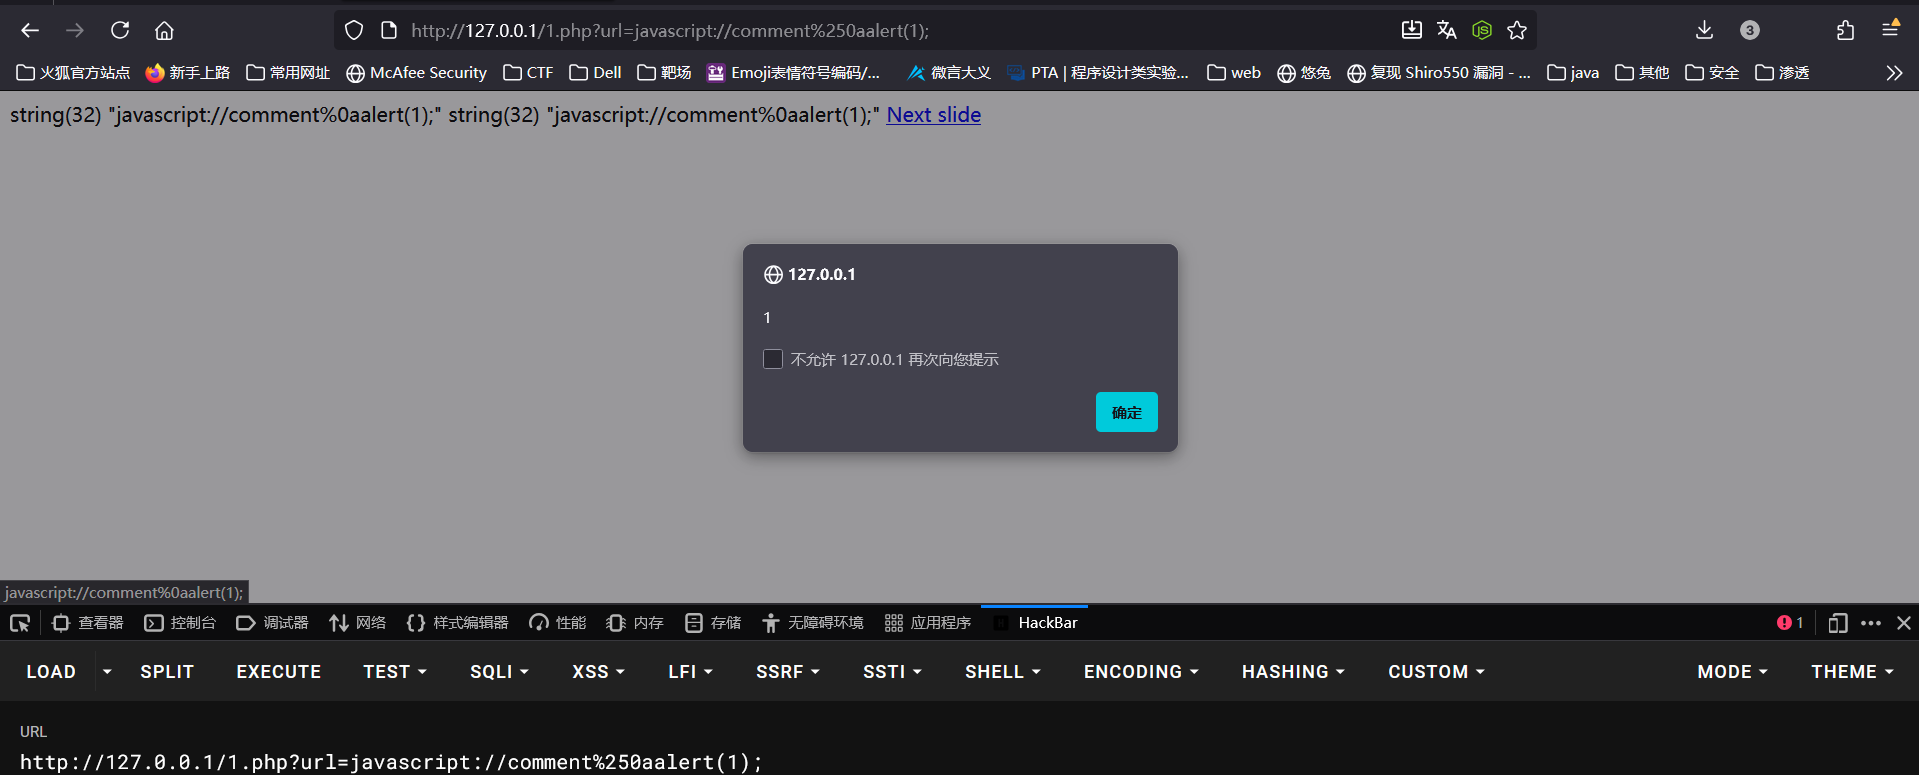 http://127.0.0.1/1.php?url=javascript://comment%250aalert(1);
3
火狐官方站点 新手上路 常用网址 McAfee Security CTF Dell 靶场 Emoji表情符号编码/... 微言大义 PTA | 程序设计类实验... web 悠兔 复现 Shiro550 漏洞 - ... java 其他 安全 渗透
string(32) "javascript://comment%0aalert(1);" string(32) "javascript://comment%0aalert(1);" Next slide
127.0.0.1
1
不允许 127.0.0.1 再次向您提示
确定
javascript://comment%0aalert(1);
查看器 控制台 调试器 网络 样式编辑器 性能 内存 存储 无障碍环境 应用程序 HackBar 1
LOAD SPLIT EXECUTE TEST SQLI XSS LFI SSRF SSTI SHELL ENCODING HASHING CUSTOM MODE THEME
URL
http://127.0.0.1/1.php?url=javascript://comment%250aalert(1);